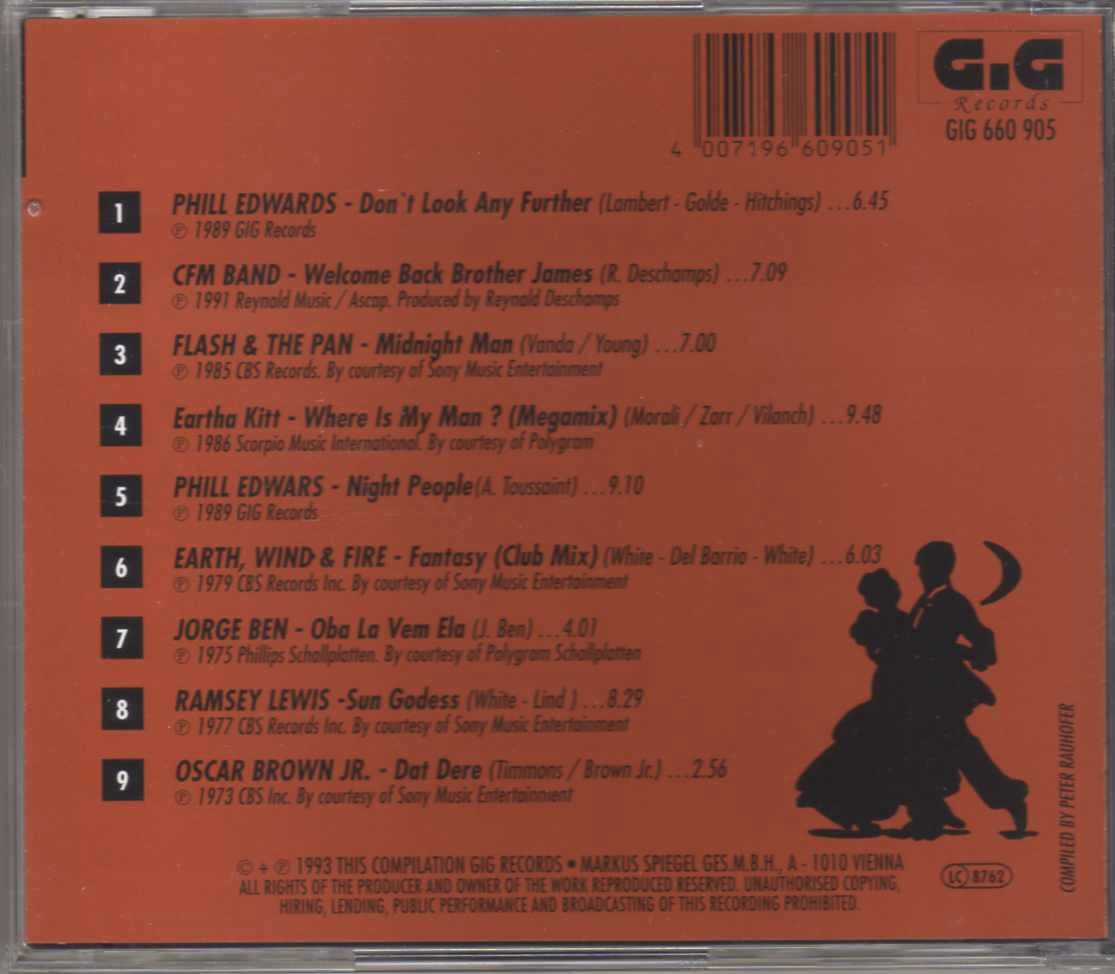 G.I.G
Records
GIG 660 905
4 007196 609051
1 PHILL EDWARDS - Don`t Look Any Further (Lambert - Golde - Hitchings) ...6.45
℗ 1989 GIG Records
2 CFM BAND - Welcome Back Brother James (R. Deschamps) ...7.09
℗ 1991 Reynald Music / Ascap. Produced by Reynald Deschamps
3 FLASH & THE PAN - Midnight Man (Vanda / Young) ...7.00
℗ 1985 CBS Records. By courtesy of Sony Music Entertainment
4 Eartha Kitt - Where Is My Man ? (Megamix) (Morali / Zarr / Vilanch) ...9.48
℗ 1986 Scorpio Music International. By courtesy of Polygram
5 PHILL EDWARS - Night People (A. Toussaint) ...9.10
℗ 1989 GIG Records
6 EARTH, WIND & FIRE - Fantasy (Club Mix) (White - Del Barrio - White) ...6.03
℗ 1979 CBS Records Inc. By courtesy of Sony Music Entertainment
7 JORGE BEN - Oba La Vem Ela (J. Ben) ...4.01
℗ 1975 Phillips Schallplatten. By courtesy of Polygram Schallplatten
8 RAMSEY LEWIS -Sun Godess (White - Lind ) ...8.29
℗ 1977 CBS Records Inc. By courtesy of Sony Music Entertainment
9 OSCAR BROWN JR. - Dat Dere (Timmons / Brown Jr.) ...2.56
℗ 1973 CBS Inc. By courtesy of Sony Music Entertainment
COMPILED BY PETER RAUHOFER
© + ℗ 1993 THIS COMPILATION GIG RECORDS • MARKUS SPIEGEL GES.M.B.H., A - 1010 VIENNA
LC 8762
ALL RIGHTS OF THE PRODUCER AND OWNER OF THE WORK REPRODUCED RESERVED. UNAUTHORISED COPYING,
HIRING, LENDING, PUBLIC PERFORMANCE AND BROADCASTING OF THIS RECORDING PROHIBITED.